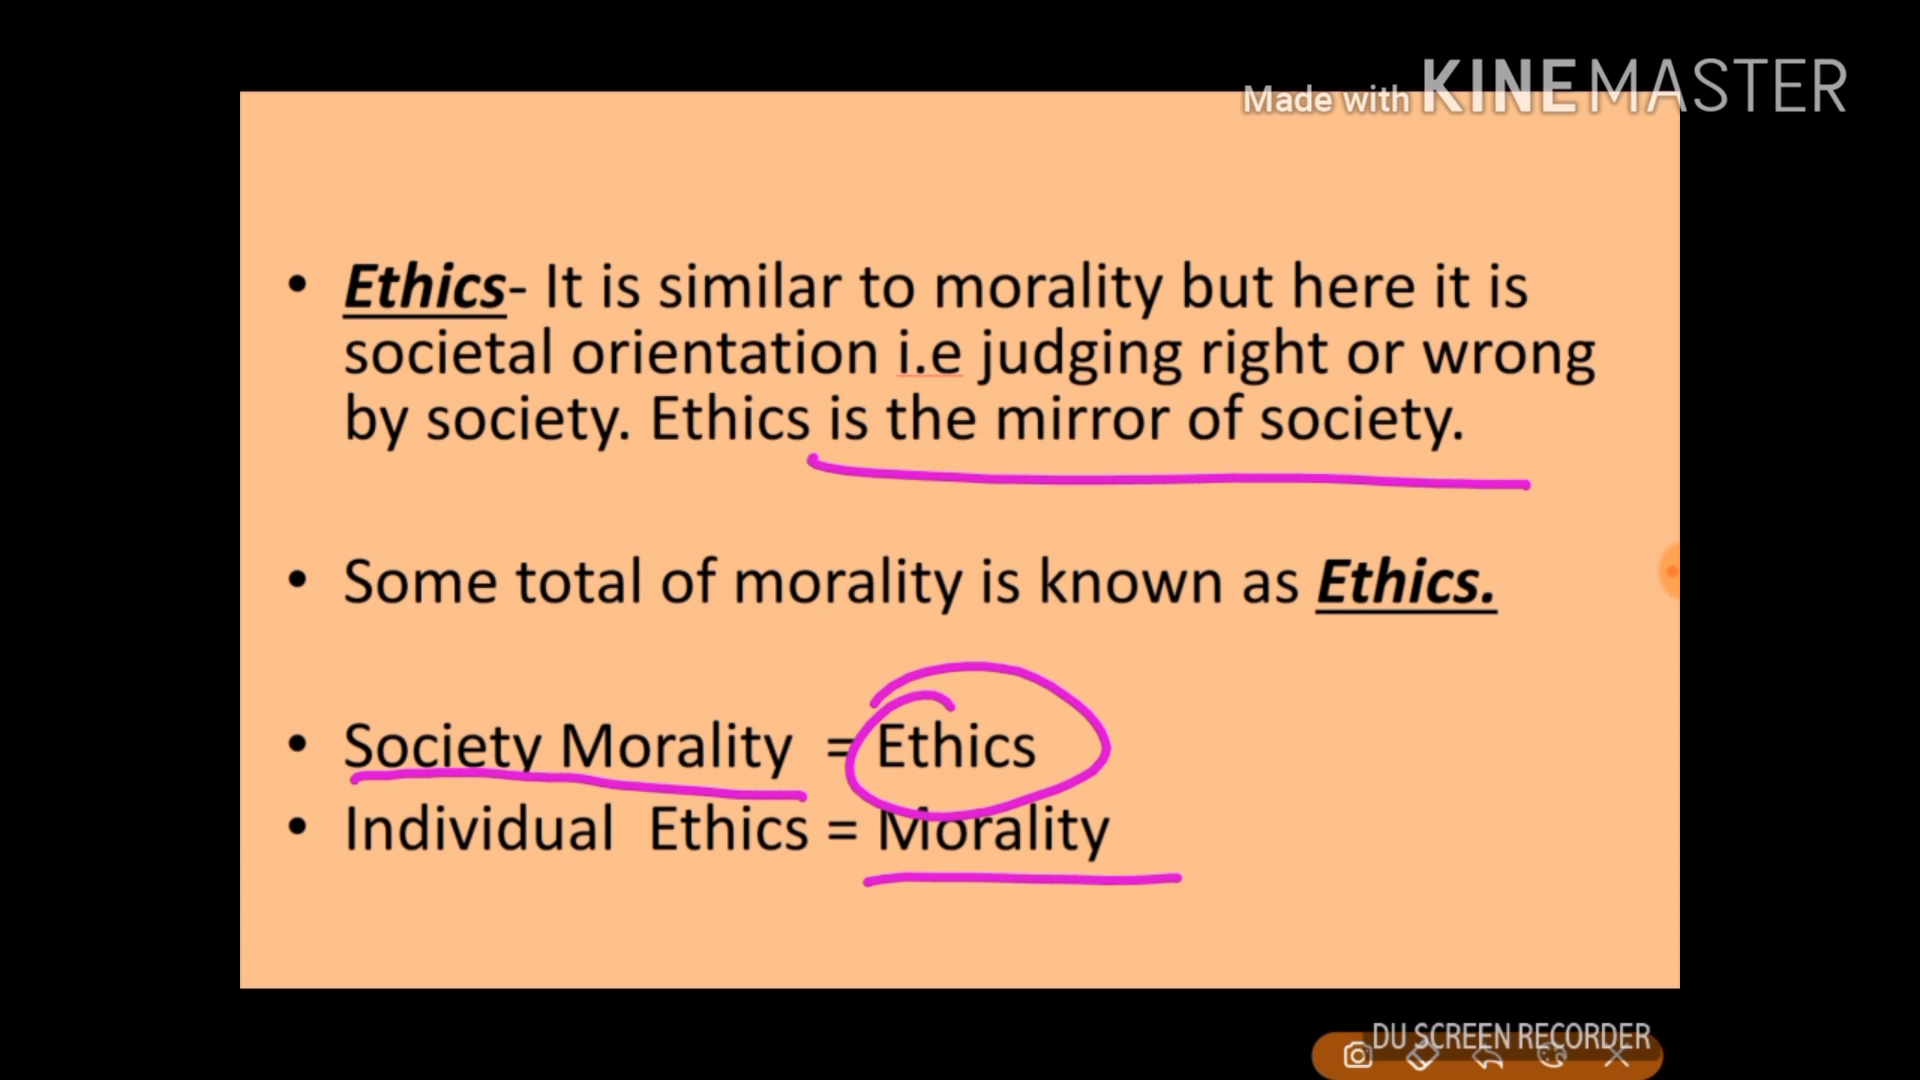 Made with KINEMASTER
• Ethics- It is similar to morality but here it is
societal orientation i.e judging right or wrong
by society. Ethics is the mirror of society.
• Some total of morality is known as Ethics.
• Society Morality = Ethics
• Individual Ethics = Morality
DU SCREEN RECORDER